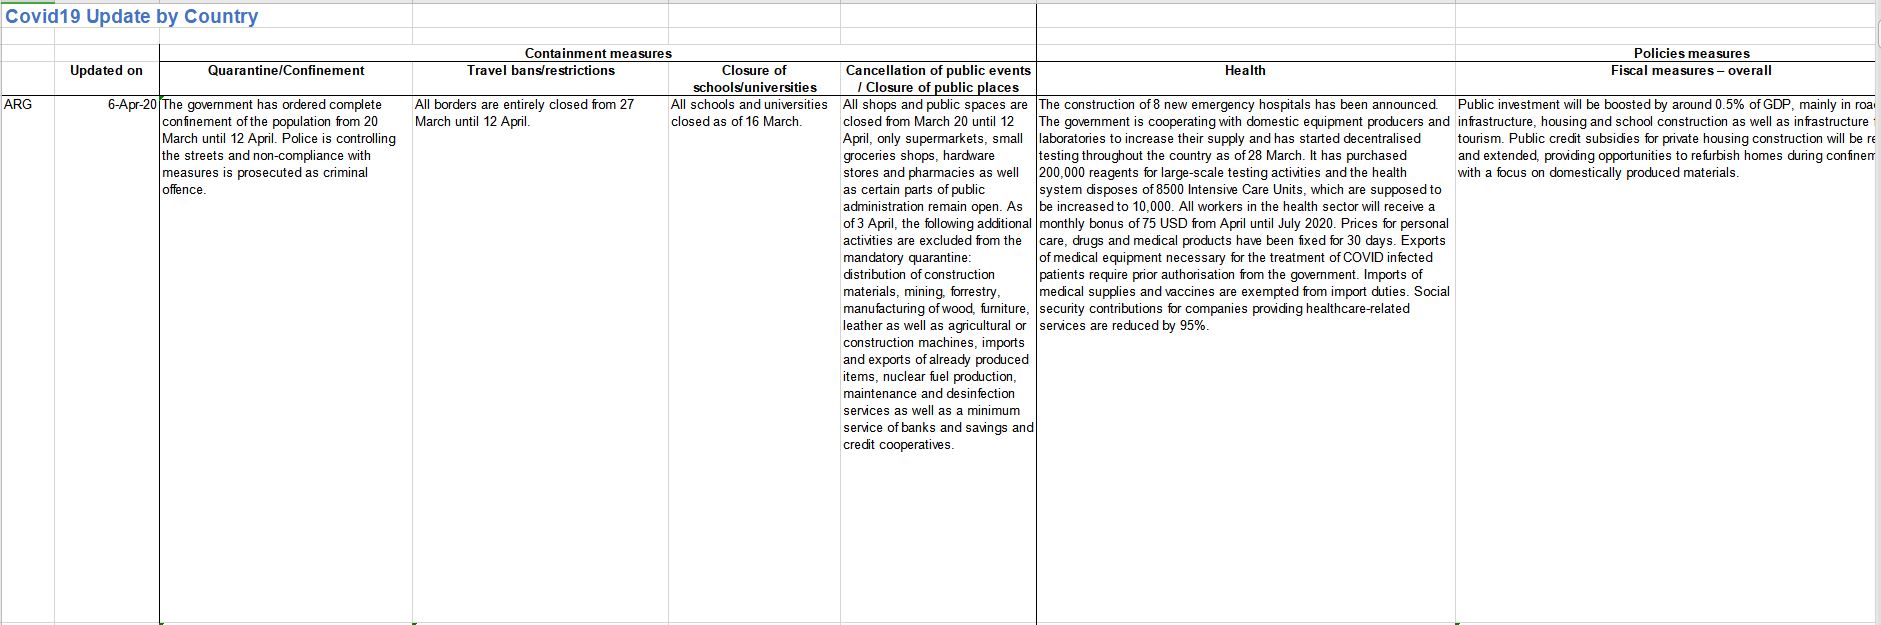 Covid19 Update by Country
Containment measures
Policies measures
Updated on
Quarantine/Confinement
Travel bans/restrictions
Closure of
schools/universities
Cancellation of public events
/ Closure of public places
Health
Fiscal measures – overall
ARG
6-Apr-20
The government has ordered complete
confinement of the population from 20
March until 12 April. Police is controlling
the streets and non-compliance with
measures is prosecuted as criminal
offence.
All borders are entirely closed from 27
March until 12 April.
All schools and universities
closed as of 16 March.
All shops and public spaces are
closed from March 20 until 12
April, only supermarkets, small
groceries shops, hardware
stores and pharmacies as well
as certain parts of public
administration remain open. As
of 3 April, the following additional
activities are excluded from the
mandatory quarantine:
distribution of construction
materials, mining, forrestry,
manufacturing of wood, furniture,
leather as well as agricultural or
construction machines, imports
and exports of already produced
items, nuclear fuel production,
maintenance and desinfection
services as well as a minimum
service of banks and savings and
credit cooperatives.
The construction of 8 new emergency hospitals has been announced.
The government is cooperating with domestic equipment producers and
laboratories to increase their supply and has started decentralised
testing throughout the country as of 28 March. It has purchased
200,000 reagents for large-scale testing activities and the health
system disposes of 8500 Intensive Care Units, which are supposed to
be increased to 10,000. All workers in the health sector will receive a
monthly bonus of 75 USD from April until July 2020. Prices for personal
care, drugs and medical products have been fixed for 30 days. Exports
of medical equipment necessary for the treatment of COVID infected
patients require prior authorisation from the government. Imports of
medical supplies and vaccines are exempted from import duties. Social
security contributions for companies providing healthcare-related
services are reduced by 95%.
Public investment will be boosted by around 0.5% of GDP, mainly in
infrastructure, housing and school construction as well as infrastructure
tourism. Public credit subsidies for private housing construction will be
and extended, providing opportunities to refurbish homes during
with a focus on domestically produced materials.